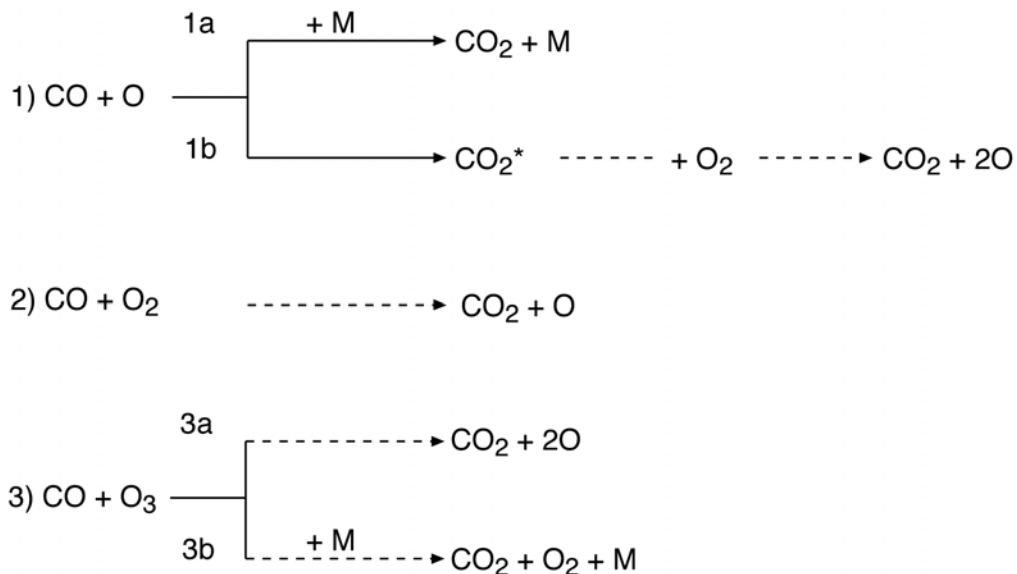 1a + M CO₂ + M
1) CO + O
1b CO₂* + O₂ CO₂ + 2O
2) CO + O₂ CO₂ + O
3a CO₂ + 2O
3) CO + O₃
3b + M CO₂ + O₂ + M